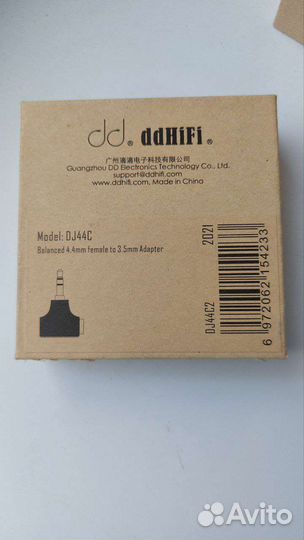 dd® ddHiFi®
广州滴滴电子科技有限公司
Guangzhou DD Electronics Technology Co., Ltd.
support@ddhifi.com
www.ddhifi.com, Made in China
Model: DJ44C
Balanced 4.4mm female to 3.5mm Adapter
2021
DJ44C2
6 972062 154233
Avito